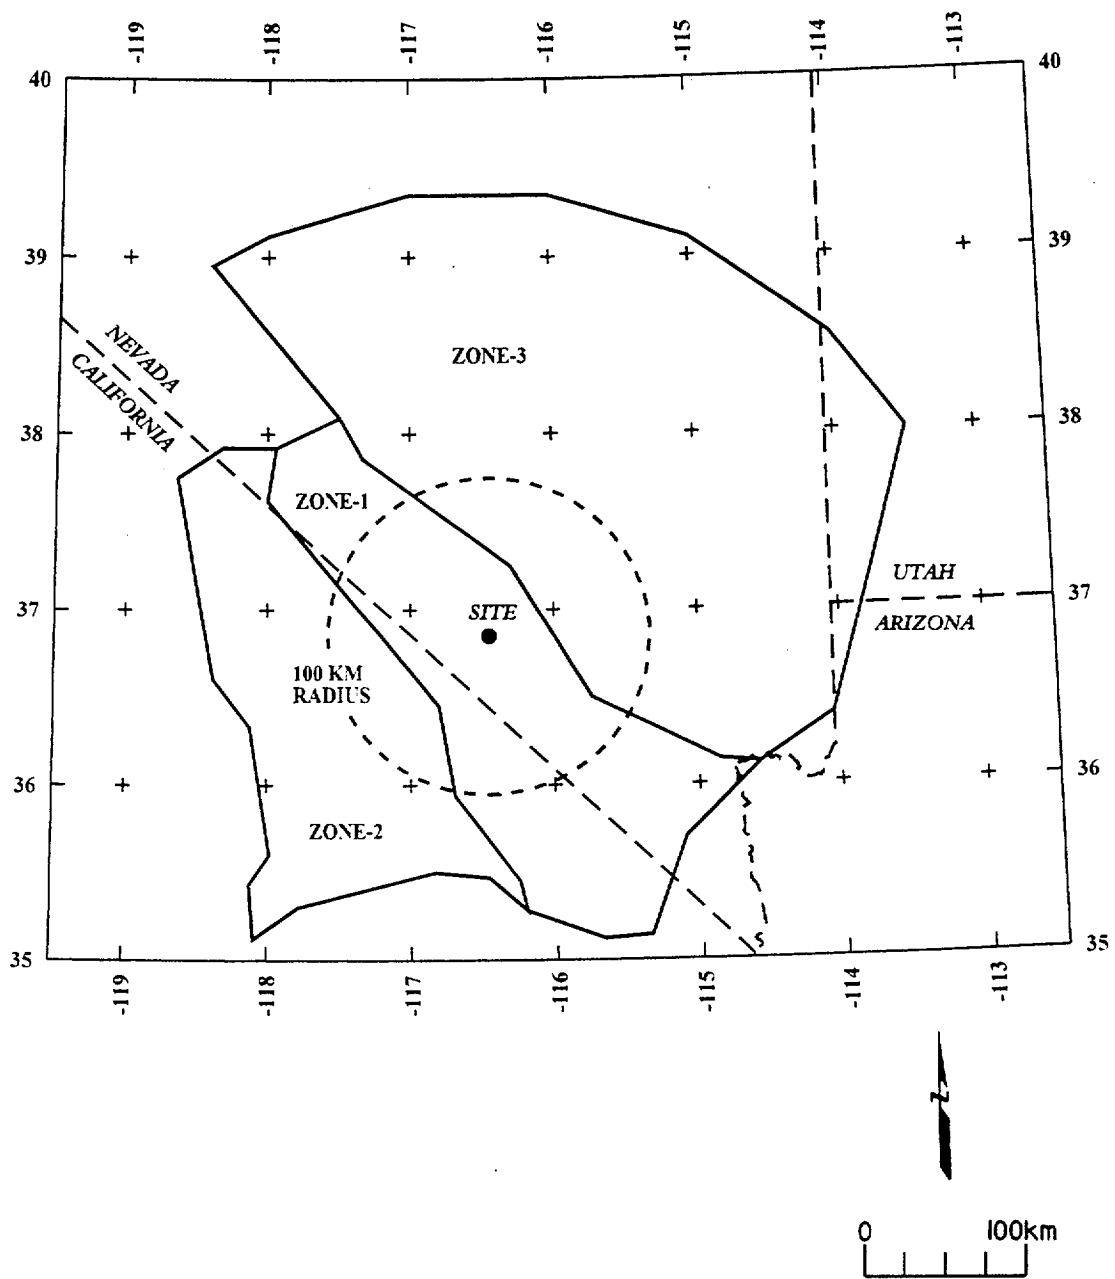 -119 -118 -117 -116 -115 -114 -113
40 40
39 39
NEVADA
CALIFORNIA
ZONE-3
38 38
ZONE-1
UTAH
37 37
SITE
ARIZONA
100 KM
RADIUS
36 36
ZONE-2
35 35
-119 -118 -117 -116 -115 -114 -113
Z
0 100km